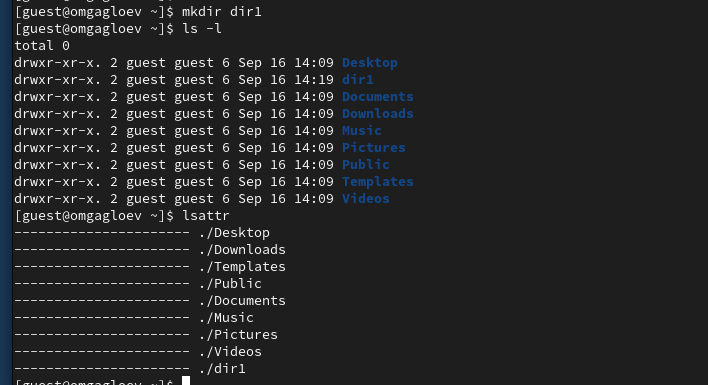 [guest@omgagloev ~]$ mkdir dir1
[guest@omgagloev ~]$ ls -l
total 0
drwxr-xr-x. 2 guest guest 6 Sep 16 14:09 Desktop
drwxr-xr-x. 2 guest guest 6 Sep 16 14:19 dir1
drwxr-xr-x. 2 guest guest 6 Sep 16 14:09 Documents
drwxr-xr-x. 2 guest guest 6 Sep 16 14:09 Downloads
drwxr-xr-x. 2 guest guest 6 Sep 16 14:09 Music
drwxr-xr-x. 2 guest guest 6 Sep 16 14:09 Pictures
drwxr-xr-x. 2 guest guest 6 Sep 16 14:09 Public
drwxr-xr-x. 2 guest guest 6 Sep 16 14:09 Templates
drwxr-xr-x. 2 guest guest 6 Sep 16 14:09 Videos
[guest@omgagloev ~]$ lsattr
---------------------- ./Desktop
---------------------- ./Downloads
---------------------- ./Templates
---------------------- ./Public
---------------------- ./Documents
---------------------- ./Music
---------------------- ./Pictures
---------------------- ./Videos
---------------------- ./dir1
[guest@omgagloev ~]$